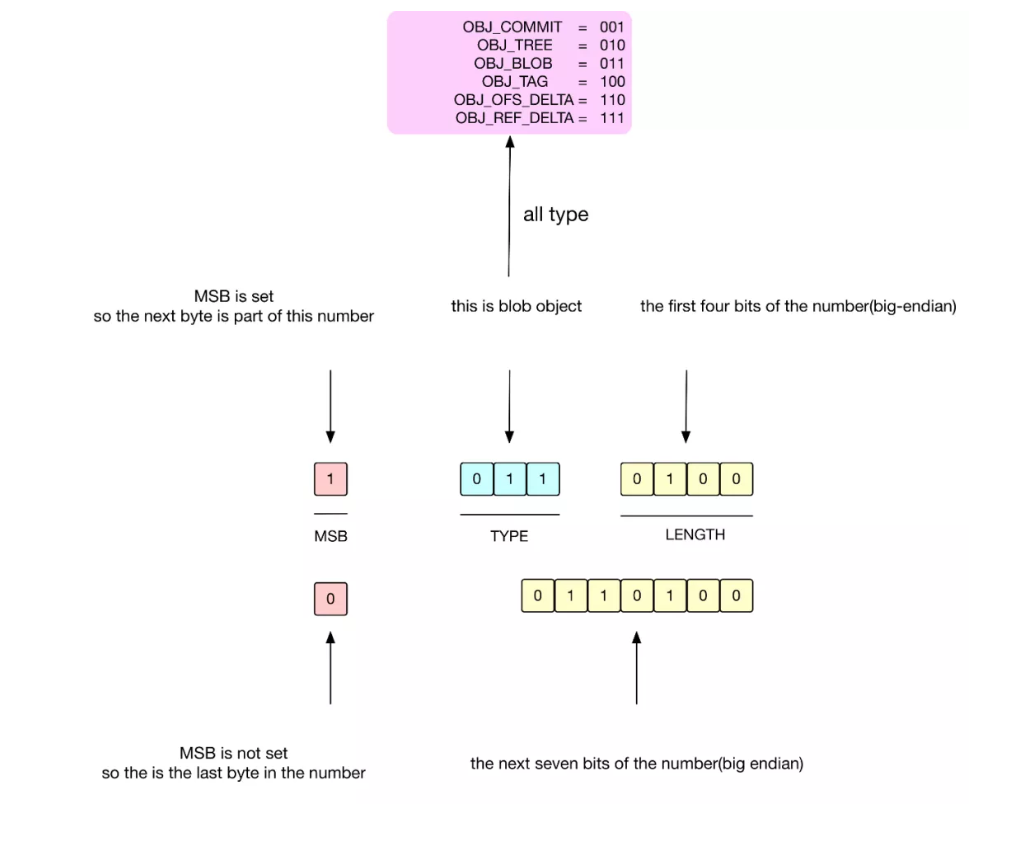 OBJ_COMMIT = 001
OBJ_TREE = 010
OBJ_BLOB = 011
OBJ_TAG = 100
OBJ_OFS_DELTA = 110
OBJ_REF_DELTA = 111
all type
MSB is set
so the next byte is part of this number
this is blob object
the first four bits of the number(big-endian)
1
0 1 1
0 1 0 0
MSB
TYPE
LENGTH
0
0 1 1 0 1 0 0
MSB is not set
so the is the last byte in the number
the next seven bits of the number(big endian)